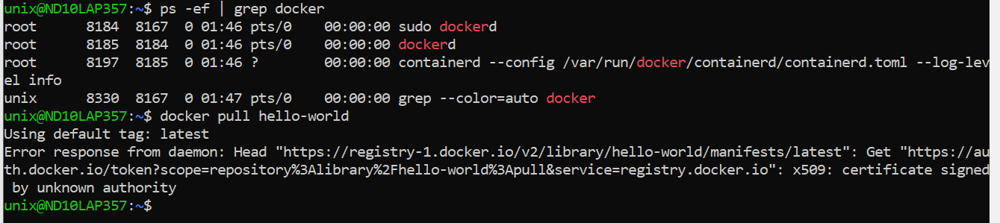 unix@ND10LAP357:~$ ps -ef | grep docker
root      8184  8167  0 01:46 pts/0    00:00:00 sudo dockerd
root      8185  8184  0 01:46 pts/0    00:00:00 dockerd
root      8197  8185  0 01:46 ?        00:00:00 containerd --config /var/run/docker/containerd/containerd.toml --log-lev
el info
unix      8330  8167  0 01:47 pts/0    00:00:00 grep --color=auto docker
unix@ND10LAP357:~$ docker pull hello-world
Using default tag: latest
Error response from daemon: Head "https://registry-1.docker.io/v2/library/hello-world/manifests/latest": Get "https://au
th.docker.io/token?scope=repository%3Alibrary%2Fhello-world%3Apull&service=registry.docker.io": x509: certificate signed
 by unknown authority
unix@ND10LAP357:~$